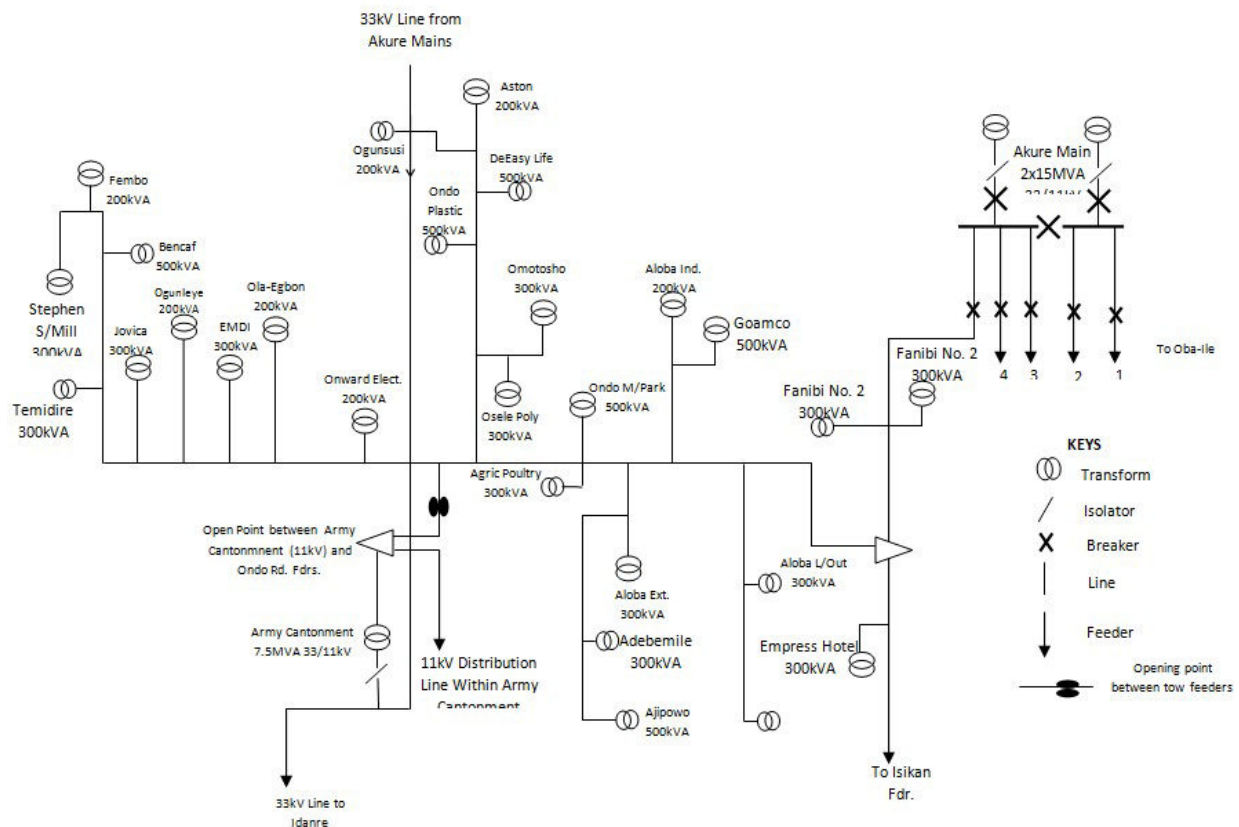 33kV Line from
Akure Mains
Aston
200kVA
Ogunsusi
200kVA
DeEasy Life
500kVA
Ondo
Plastic
500kVA
Akure Main
2x15MVA
33/11kV
Fembo
200kVA
Bencaf
500kVA
Stephen
S/Mill
300kVA
Ogunleye
200kVA
Ola-Egbon
200kVA
Jovica
300kVA
EMDI
300kVA
Omotosho
300kVA
Aloba Ind.
200kVA
Goamco
500kVA
Temidire
300kVA
Onward Elect.
200kVA
Osele Poly
300kVA
Ondo M/Park
500kVA
Fanibi No. 2
300kVA
Fanibi No. 2
300kVA
4
3
2
1
To Oba-Ile
Agric Poultry
300kVA
Open Point between Army
Cantonmnent (11kV) and
Ondo Rd. Fdrs.
Army Cantonment
7.5MVA 33/11kV
11kV Distribution
Line Within Army
Cantonment
Aloba Ext.
300kVA
Aloba L/Out
300kVA
Adebemile
300kVA
Ajipowo
500kVA
Empress Hotel
300kVA
To Isikan
Fdr.
33kV Line to
Idanre
KEYS
Transform
Isolator
Breaker
Line
Feeder
Opening point
between tow feeders